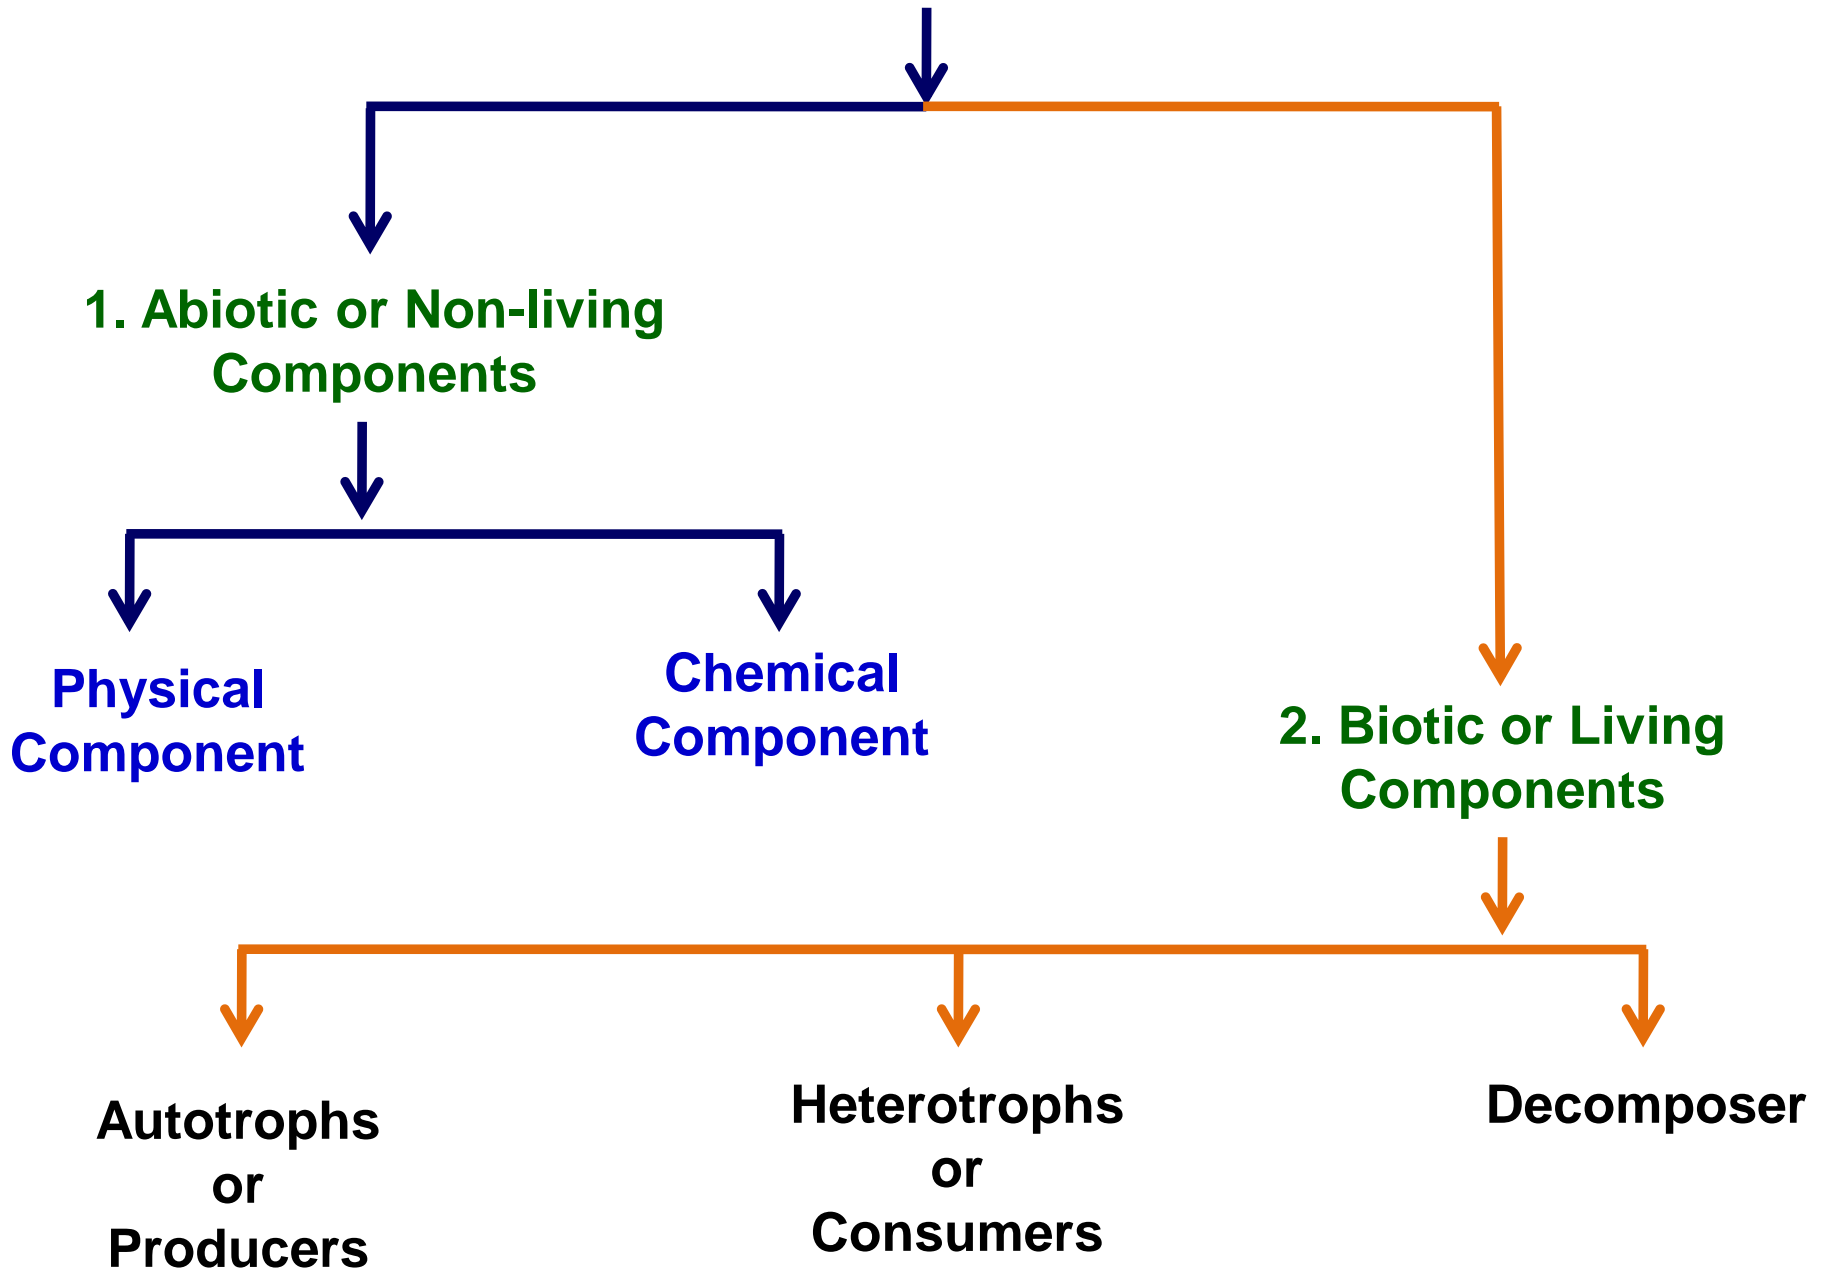 1. Abiotic or Non-living
Components
Physical
Component
Chemical
Component
2. Biotic or Living
Components
Autotrophs
or
Producers
Heterotrophs
or
Consumers
Decomposer